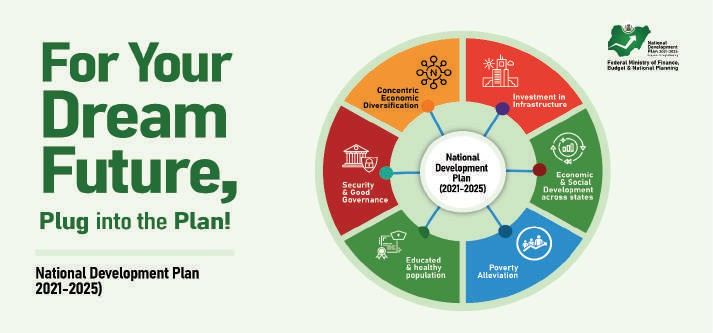 For Your
Dream
Future,
Plug into the Plan!
National Development Plan
2021-2025)
Concentric
Economic
Diversification
N
Investment in
Infrastructure
Security
& Good
Governance
National
Development
Plan
(2021-2025)
Economic
& Social
Development
across states
Educated
& healthy
population
Poverty
Alleviation
National
Development
Plan 2021-2025
Federal Ministry of Finance,
Budget & National Planning